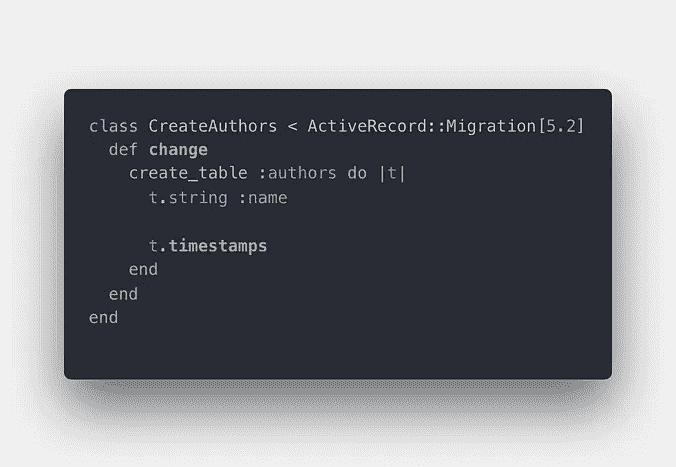 class CreateAuthors < ActiveRecord::Migration[5.2]
  def change
    create_table :authors do |t|
      t.string :name

      t.timestamps
    end
  end
end